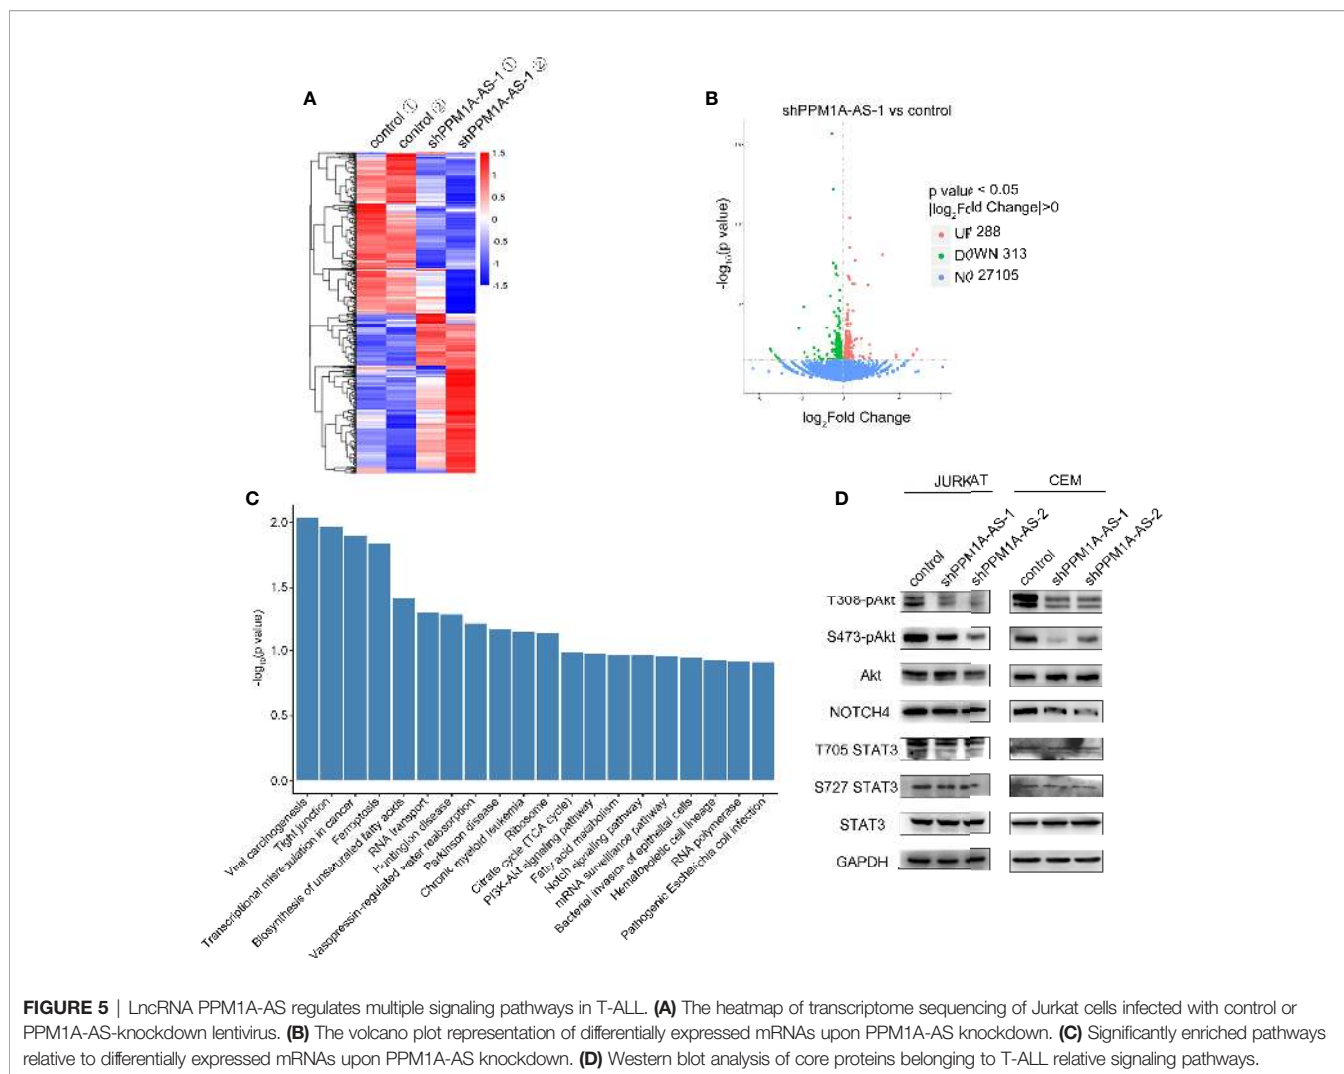 A
control ①
control ②
shPPM1A-AS-1 ①
shPPM1A-AS-1 ②
1.5
1
0.5
0
-0.5
-1
-1.5
B
shPPM1A-AS-1 vs control
-log10(p value)
log2Fold Change
p value < 0.05
|log2Fold Change|>0
UP 288
DOWN 313
NO 27105
C
-log10(p value)
2.0
1.5
1.0
0.5
0.0
Viral carcinogenesis
Tight junction
Transcriptional misregulation in cancer
Ferroptosis
Biosynthesis of unsaturated fatty acids
RNA transport
Huntington disease
Vasopressin-regulated water reabsorption
Parkinson disease
Chronic myeloid leukemia
Ribosome
Citrate cycle (TCA cycle)
PI3K-Akt signaling pathway
Fatty acid metabolism
Notch signaling pathway
mRNA surveillance pathway
Bacterial invasion of epithelial cells
Hematopoietic cell lineage
RNA polymerase
Pathogenic Escherichia coli infection
D
JURKAT
CEM
control
shPPM1A-AS-1
shPPM1A-AS-2
control
shPPM1A-AS-1
shPPM1A-AS-2
T308-pAkt
S473-pAkt
Akt
NOTCH4
T705 STAT3
S727 STAT3
STAT3
GAPDH
FIGURE 5 | LncRNA PPM1A-AS regulates multiple signaling pathways in T-ALL. (A) The heatmap of transcriptome sequencing of Jurkat cells infected with control or
PPM1A-AS-knockdown lentivirus. (B) The volcano plot representation of differentially expressed mRNAs upon PPM1A-AS knockdown. (C) Significantly enriched pathways
relative to differentially expressed mRNAs upon PPM1A-AS knockdown. (D) Western blot analysis of core proteins belonging to T-ALL relative signaling pathways.